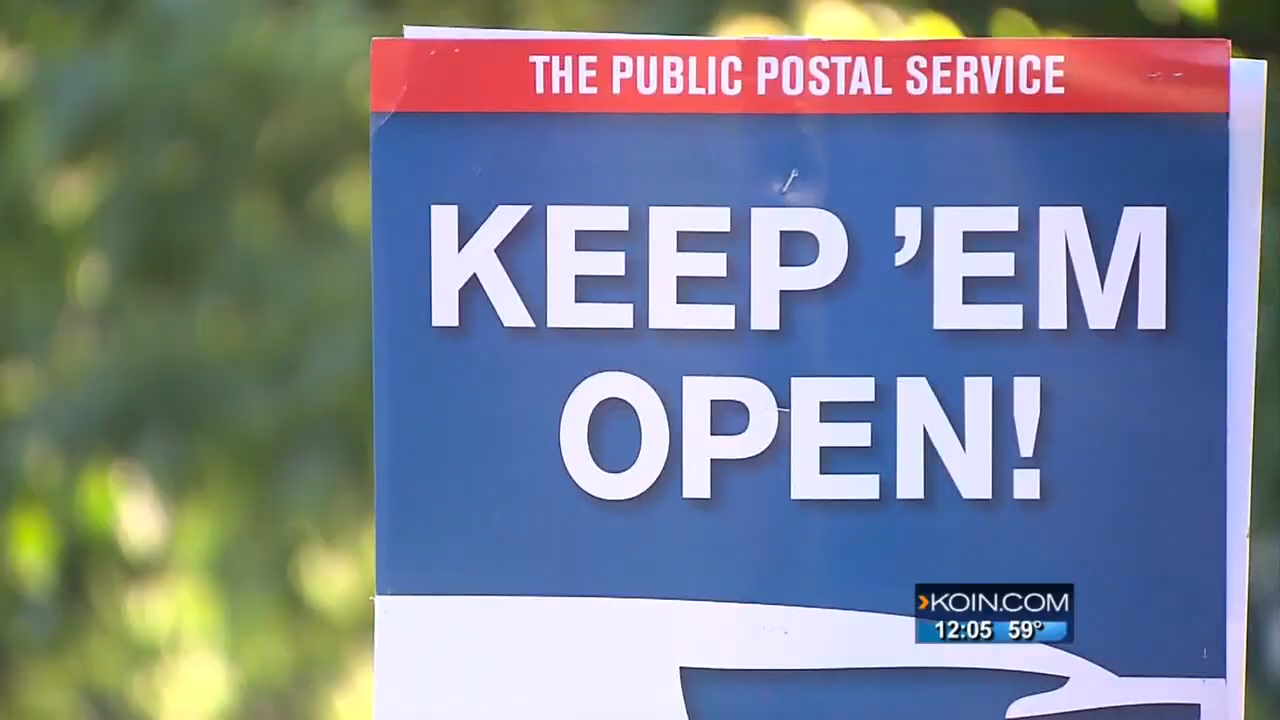 THE PUBLIC POSTAL SERVICE
KEEP 'EM
OPEN!
KOIN.COM
12:05 59°